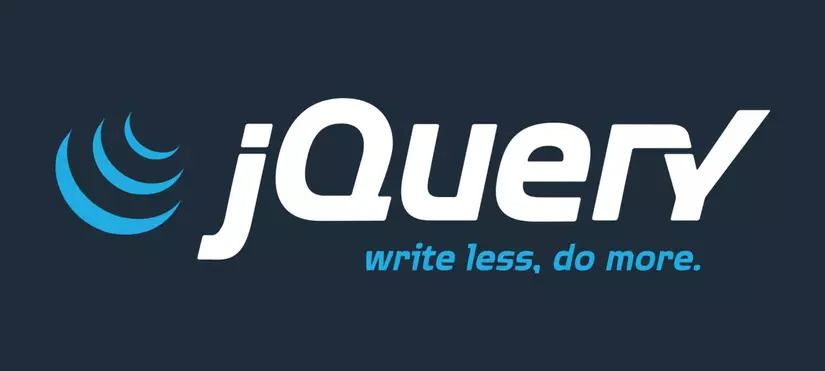 jQuery
write less, do more.